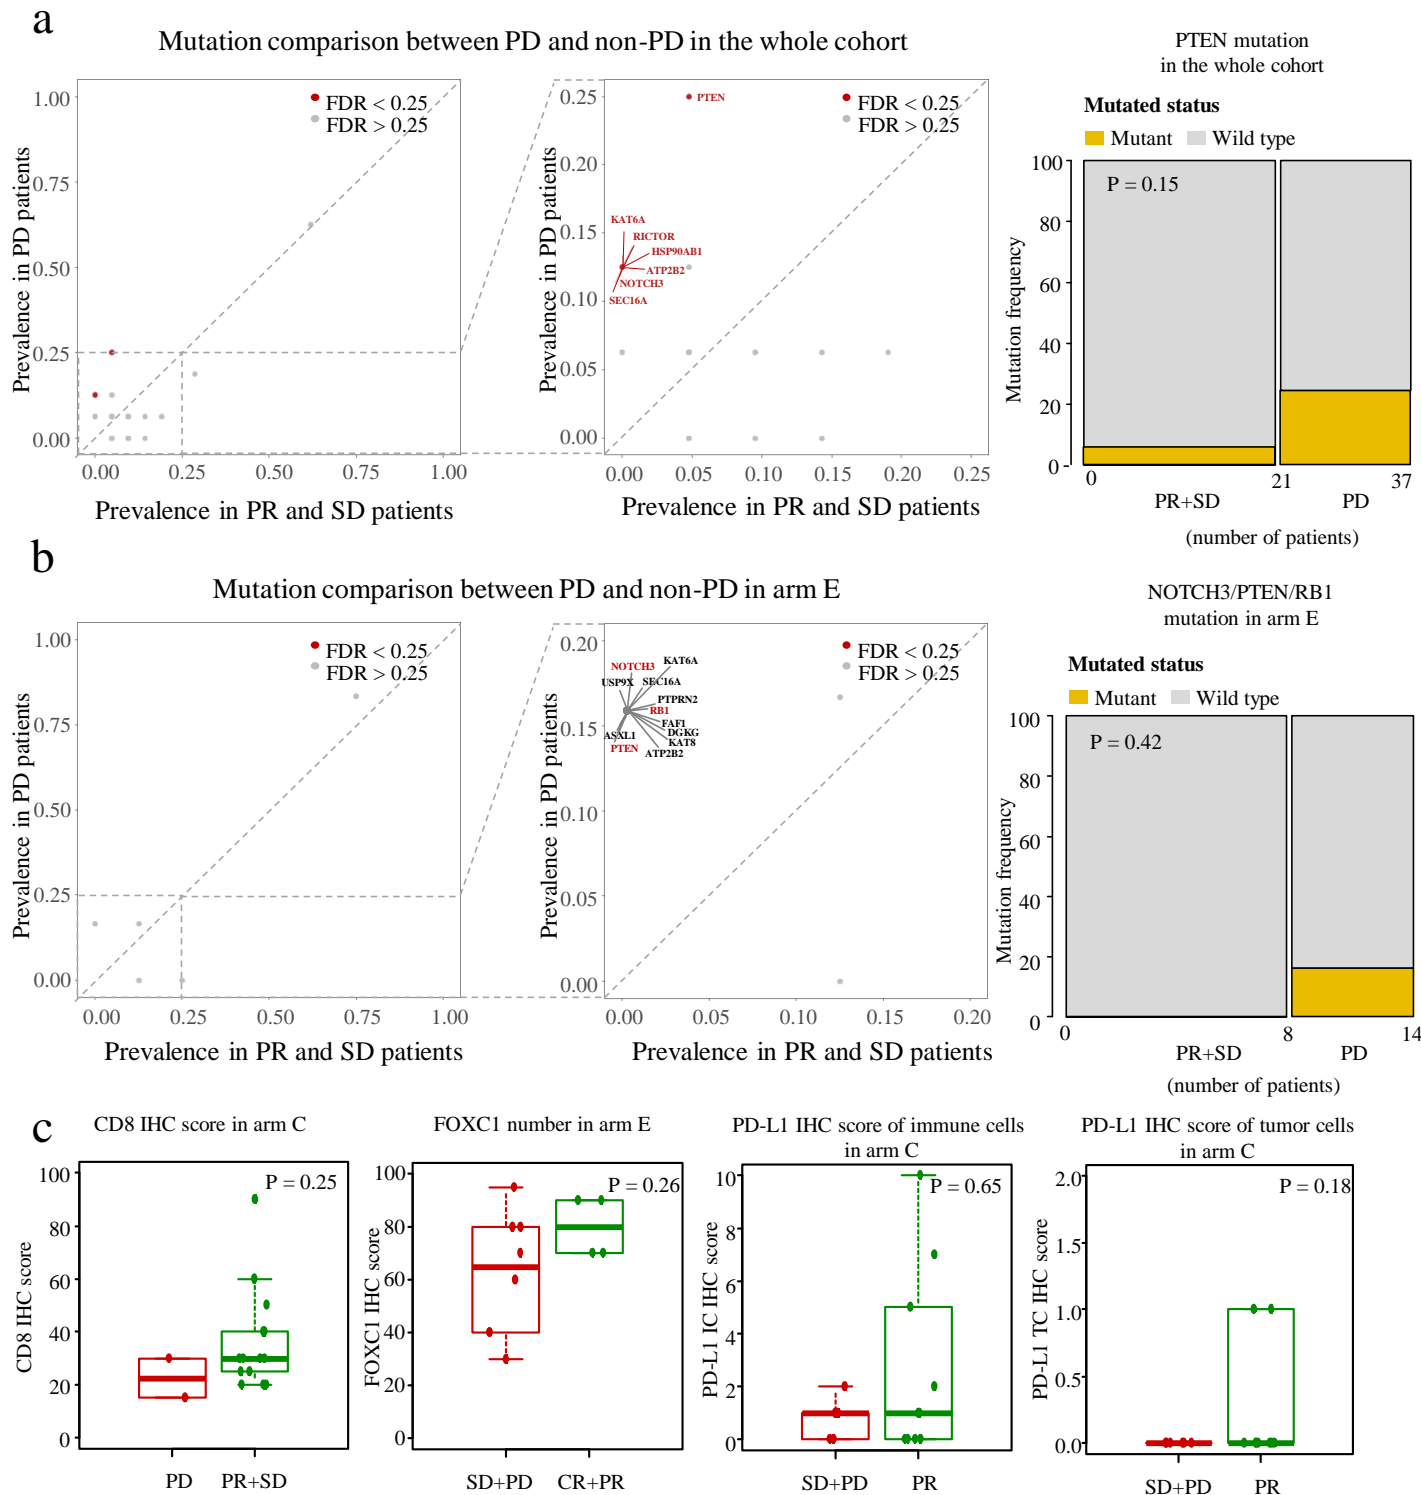 a
Mutation comparison between PD and non-PD in the whole cohort
PTEN mutation
in the whole cohort
Prevalence in PD patients
1.00
0.75
0.50
0.25
0.00
FDR < 0.25
FDR > 0.25
0.00 0.25 0.50 0.75 1.00
Prevalence in PR and SD patients
Prevalence in PD patients
0.25
0.20
0.15
0.10
0.05
0.00
FDR < 0.25
FDR > 0.25
PTEN
KAT6A
RICTOR
HSP90AB1
ATP2B2
NOTCH3
SEC16A
0.00 0.05 0.10 0.15 0.20 0.25
Prevalence in PR and SD patients
Mutated status
Mutant Wild type
Mutation frequency
100
80
60
40
20
0
P = 0.15
0 21 37
PR+SD PD
(number of patients)
b
Mutation comparison between PD and non-PD in arm E
NOTCH3/PTEN/RB1
mutation in arm E
Prevalence in PD patients
1.00
0.75
0.50
0.25
0.00
FDR < 0.25
FDR > 0.25
0.00 0.25 0.50 0.75 1.00
Prevalence in PR and SD patients
Prevalence in PD patients
0.20
0.15
0.10
0.05
0.00
FDR < 0.25
FDR > 0.25
NOTCH3
KAT6A
USP9X
SEC16A
PTPRN2
RB1
FAF1
DGKG
ASXL1
KAT8
PTEN
ATP2B2
0.00 0.05 0.10 0.15 0.20
Prevalence in PR and SD patients
Mutated status
Mutant Wild type
Mutation frequency
100
80
60
40
20
0
P = 0.42
0 8 14
PR+SD PD
(number of patients)
c
CD8 IHC score in arm C
CD8 IHC score
100
80
60
40
20
0
P = 0.25
PD PR+SD
FOXC1 number in arm E
FOXC1 IHC score
100
80
60
40
20
0
P = 0.26
SD+PD CR+PR
PD-L1 IHC score of immune cells
in arm C
PD-L1 IC IHC score
10
8
6
4
2
0
P = 0.65
SD+PD PR
PD-L1 IHC score of tumor cells
in arm C
PD-L1 TC IHC score
2.0
1.5
1.0
0.5
0.0
P = 0.18
SD+PD PR